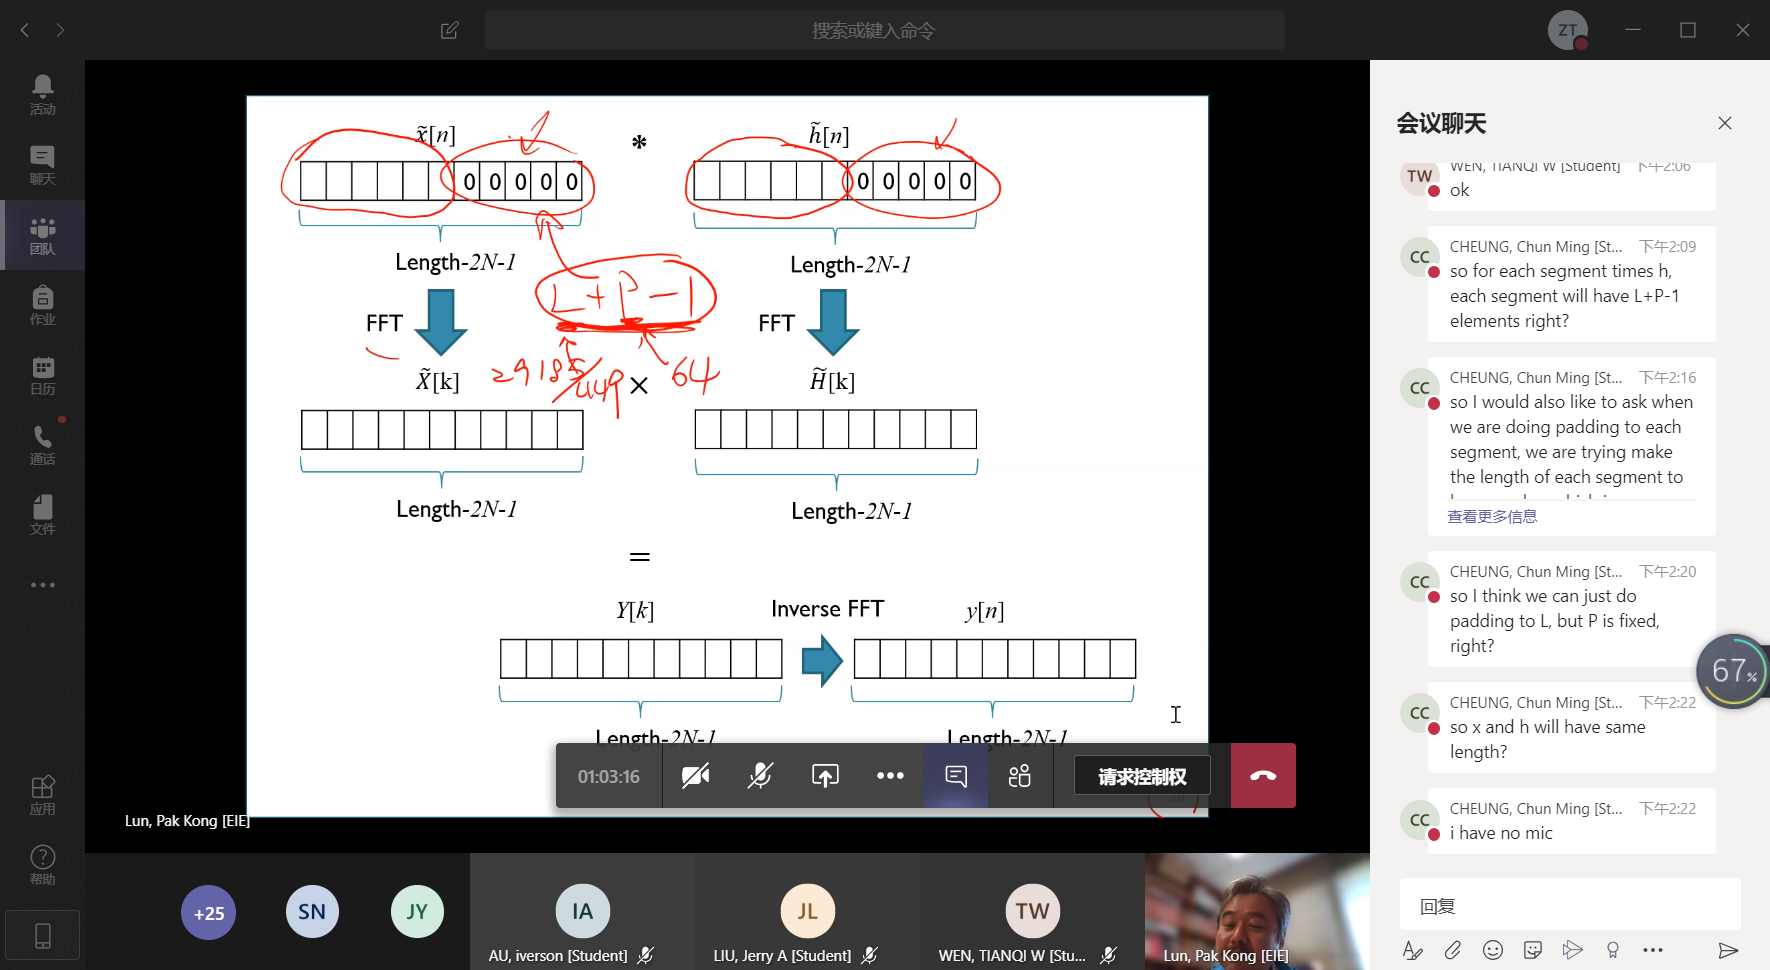 搜索或键入命令
ZT
活动
聊天
团队
作业
日历
通话
文件
应用
帮助
x̃[n]
*
h̃[n]
0 0 0 0 0
0 0 0 0 0
Length-2N-1
Length-2N-1
L+P-1
FFT
FFT
29185/449
64
X̃[k]
×
H̃[k]
Length-2N-1
Length-2N-1
=
Y[k]
Inverse FFT
y[n]
Length-2N-1
Length-2N-1
01:03:16
请求控制权
Lun, Pak Kong [EIE]
+25
SN
JY
IA
AU, iverson [Student]
JL
LIU, Jerry A [Student]
TW
WEN, TIANQI W [Stu...
Lun, Pak Kong [EIE]
会议聊天
TW
WEN, TIANQI W [Student] 下午2:06
ok
CC
CHEUNG, Chun Ming [St... 下午2:09
so for each segment times h,
each segment will have L+P-1
elements right?
CC
CHEUNG, Chun Ming [St... 下午2:16
so I would also like to ask when
we are doing padding to each
segment, we are trying make
the length of each segment to
查看更多信息
CC
CHEUNG, Chun Ming [St... 下午2:20
so I think we can just do
padding to L, but P is fixed,
right?
67%
CC
CHEUNG, Chun Ming [St... 下午2:22
so x and h will have same
length?
CC
CHEUNG, Chun Ming [St... 下午2:22
i have no mic
回复